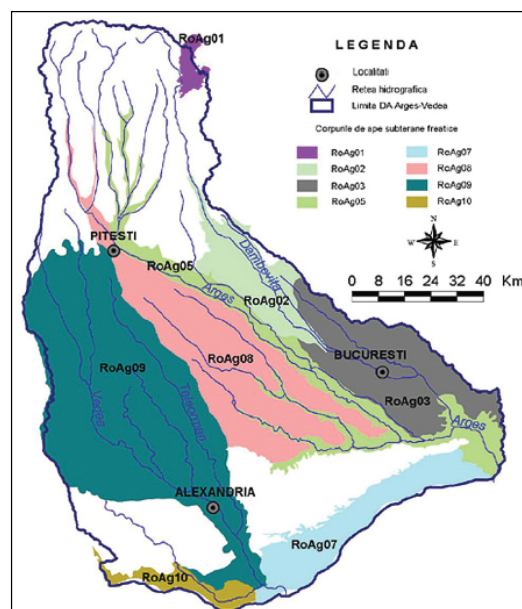 RoAg01
LEGENDA
Localitati
Retea hidrografica
Limita DA Arges-Vedea
Corpurile de ape subterane freatice
RoAg01
RoAg02
RoAg03
RoAg05
RoAg07
RoAg08
RoAg09
RoAg10
N
W E
S
0 8 16 24 32 40 Km
PITESTI
RoAg05
Dambovita
Arges
RoAg02
RoAg08
BUCURESTI
RoAg09
Vedea
Teleorman
RoAg03
Arges
ALEXANDRIA
RoAg07
RoAg10